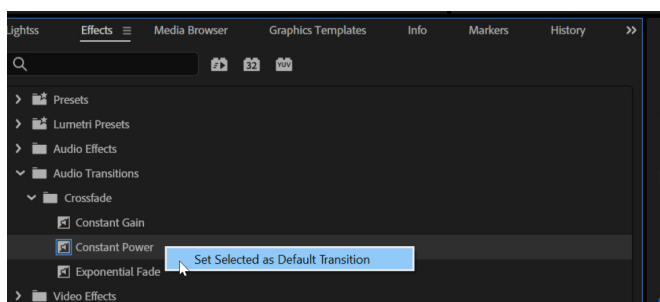 Lightss Effects Media Browser Graphics Templates Info Markers History
32 YUV
Presets
Lumetri Presets
Audio Effects
Audio Transitions
Crossfade
Constant Gain
Constant Power
Set Selected as Default Transition
Exponential Fade
Video Effects